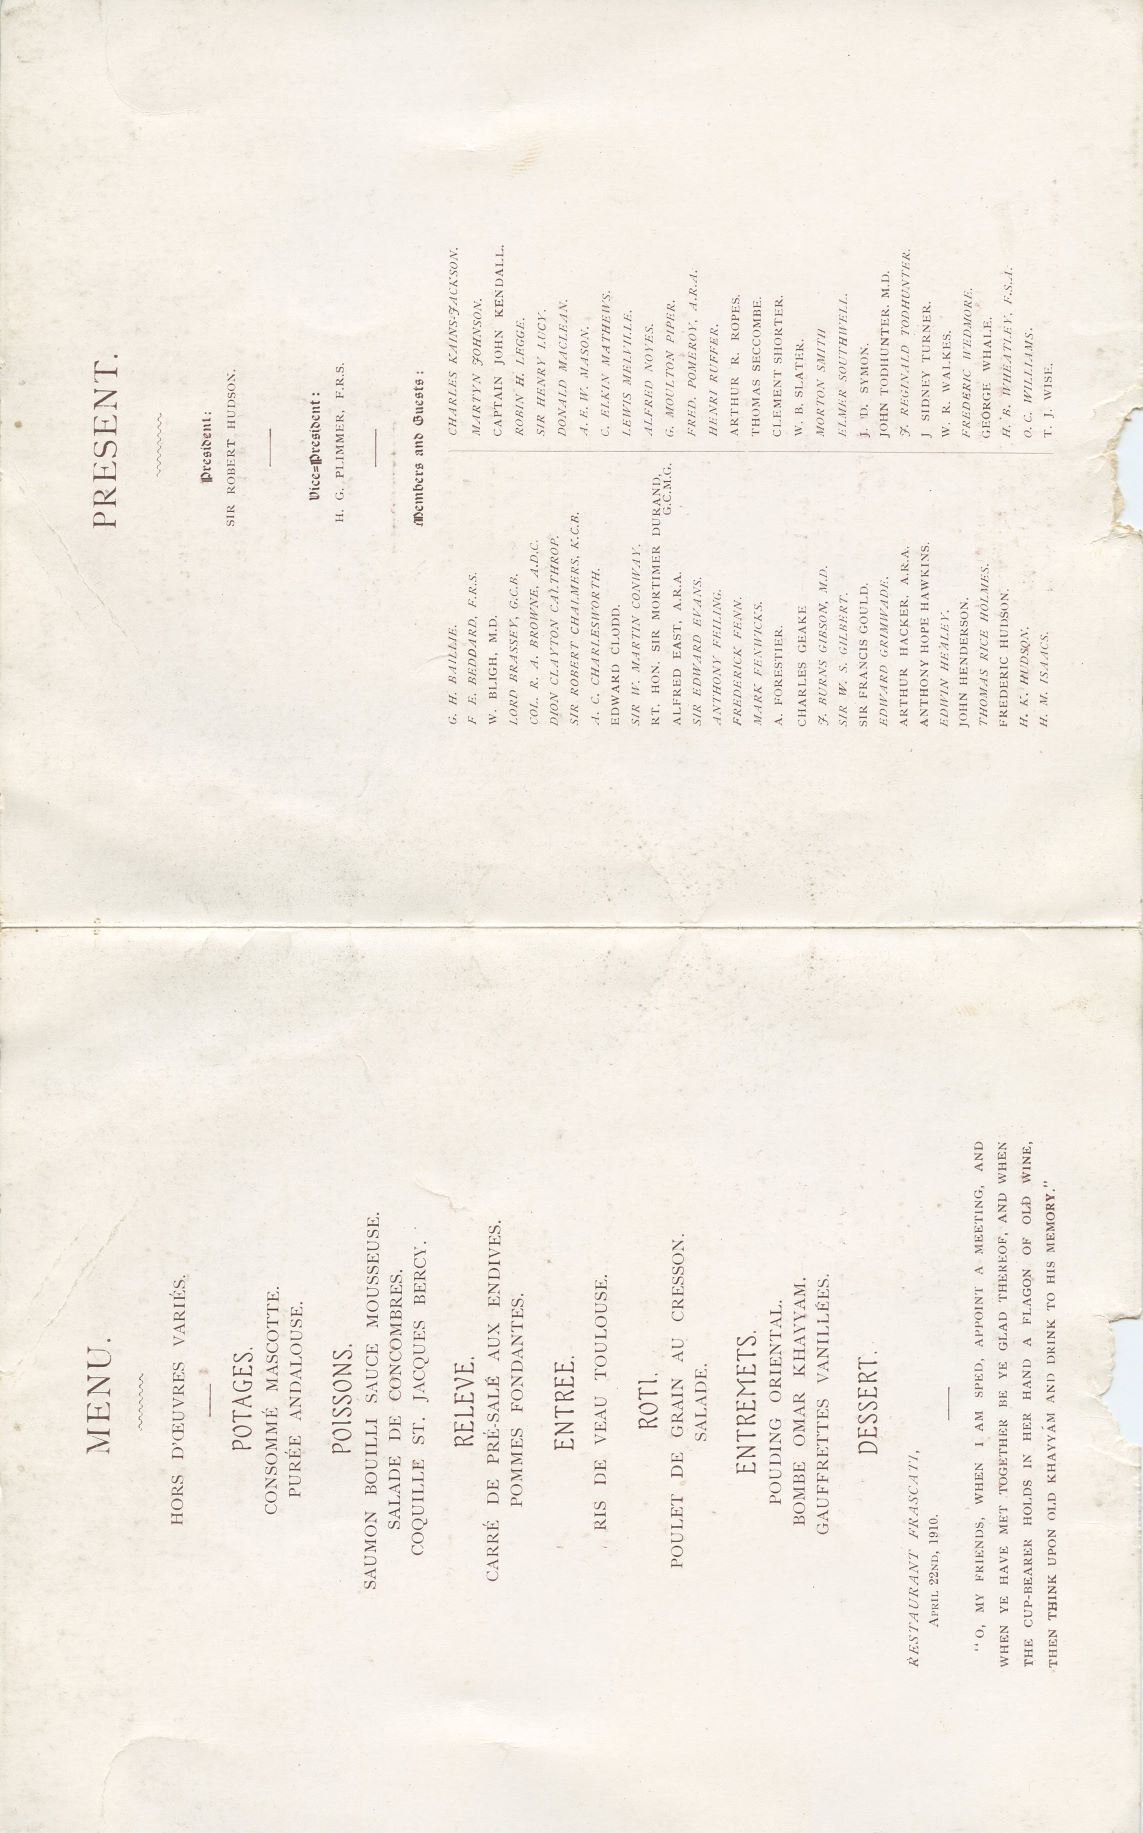 MENU.
HORS D'ŒUVRES VARIÉS.
POTAGES.
CONSOMMÉ MASCOTTE.
PURÉE ANDALOUSE.
POISSONS.
SAUMON BOUILLI SAUCE MOUSSEUSE.
SALADE DE CONCOMBRES.
COQUILLE ST. JACQUES BERCY.
RELEVE.
CARRÉ DE PRÉ-SALÉ AUX ENDIVES.
POMMES FONDANTES.
ENTREE.
RIS DE VEAU TOULOUSE.
ROTI.
POULET DE GRAIN AU CRESSON.
SALADE.
ENTREMETS.
POUDING ORIENTAL.
BOMBE OMAR KHAYYAM.
GAUFFRETTES VANILLÉES.
DESSERT.
RESTAURANT FRASCATI,
APRIL 22ND, 1910.
"O, MY FRIENDS, WHEN I AM SPED, APPOINT A MEETING, AND
WHEN YE HAVE MET TOGETHER BE YE GLAD THEREOF, AND WHEN
THE CUP-BEARER HOLDS IN HER HAND A FLAGON OF OLD WINE,
THEN THINK UPON OLD KHAYYÁM AND DRINK TO HIS MEMORY."
PRESENT.
President:
SIR ROBERT HUDSON.
Vice=President:
H. G. PLIMMER, F.R.S.
Members and Guests:
G. H. BAILLIE.
F E. BEDDARD, F.R.S.
W. BLIGH, M.D.
LORD BRASSEY, G.C.B.
COL. R. A. BROWNE, A.D.C.
DION CLAYTON CALTHROP.
SIR ROBERT CHALMERS, K.C.B.
A. C. CHARLESWORTH.
EDWARD CLODD.
SIR W. MARTIN CONWAY.
RT. HON. SIR MORTIMER DURAND,
G.C.M.G.
ALFRED EAST, A.R.A.
SIR EDWARD EVANS.
ANTHONY FEILING.
FREDERICK FENN.
MARK FENWICKS.
A. FORESTIER.
CHARLES GEAKE
J. BURNS GIBSON, M.D.
SIR W. S. GILBERT.
SIR FRANCIS GOULD.
EDWARD GRIMWADE.
ARTHUR HACKER, A.R.A.
ANTHONY HOPE HAWKINS.
EDWIN HEALEY.
JOHN HENDERSON.
THOMAS RICE HOLMES.
FREDERIC HUDSON.
H. K. HUDSON.
H. M. ISAACS.
CHARLES KAINS-JACKSON.
MARTYN JOHNSON.
CAPTAIN JOHN KENDALL.
ROBIN H. LEGGE.
SIR HENRY LUCY.
DONALD MACLEAN.
A. E. W. MASON.
C. ELKIN MATHEWS.
LEWIS MELVILLE.
ALFRED NOYES.
G. MOULTON PIPER.
FRED. POMEROY, A.R.A.
HENRI RUFFER.
ARTHUR R. ROPES.
THOMAS SECCOMBE.
CLEMENT SHORTER.
W. B. SLATER.
MORTON SMITH
ELMER SOUTHWELL.
J. D. SYMON.
JOHN TODHUNTER. M.D.
J. REGINALD TODHUNTER.
J SIDNEY TURNER.
W. R. WALKES.
FREDERIC WEDMORE.
GEORGE WHALE.
H. B. WHEATLEY, F.S.A.
O. C. WILLIAMS.
T. J. WISE.